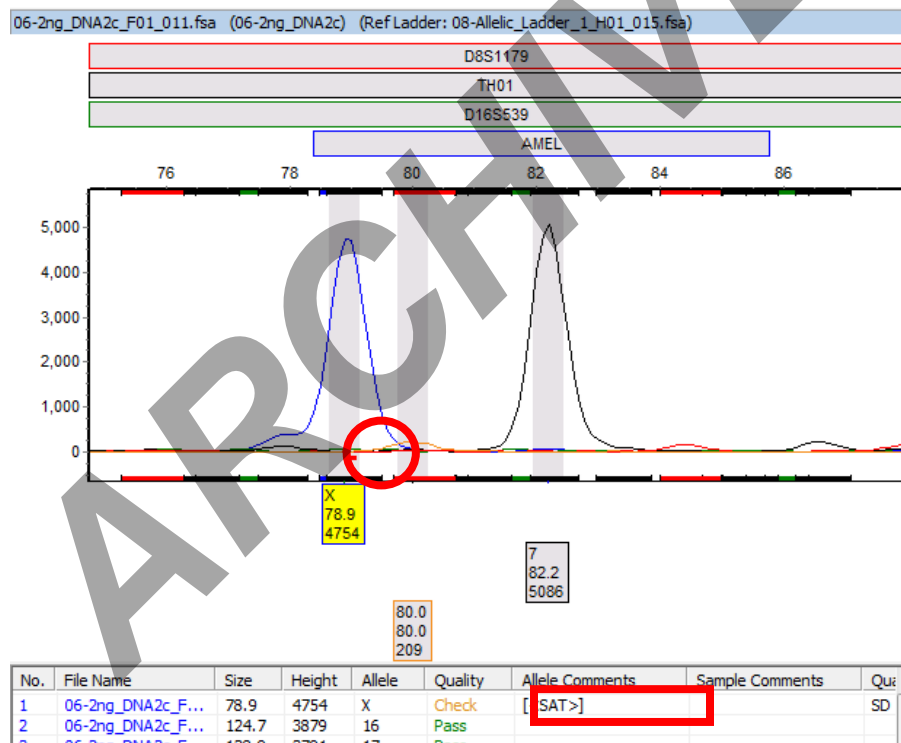 06-2ng_DNA2c_F01_011.fsa (06-2ng_DNA2c) (Ref Ladder: 08-Allelic_Ladder_1_H01_015.fsa)
D8S1179
TH01
D16S539
AMEL
76 78 80 82 84 86
5,000
4,000
3,000
2,000
1,000
0
X
78.9
4754
7
82.2
5086
80.0
80.0
209
ARCHIV
No. File Name Size Height Allele Quality Allele Comments Sample Comments
1 06-2ng_DNA2c_F... 78.9 4754 X Check [ SAT>] SD
2 06-2ng_DNA2c_F... 124.7 3879 16 Pass